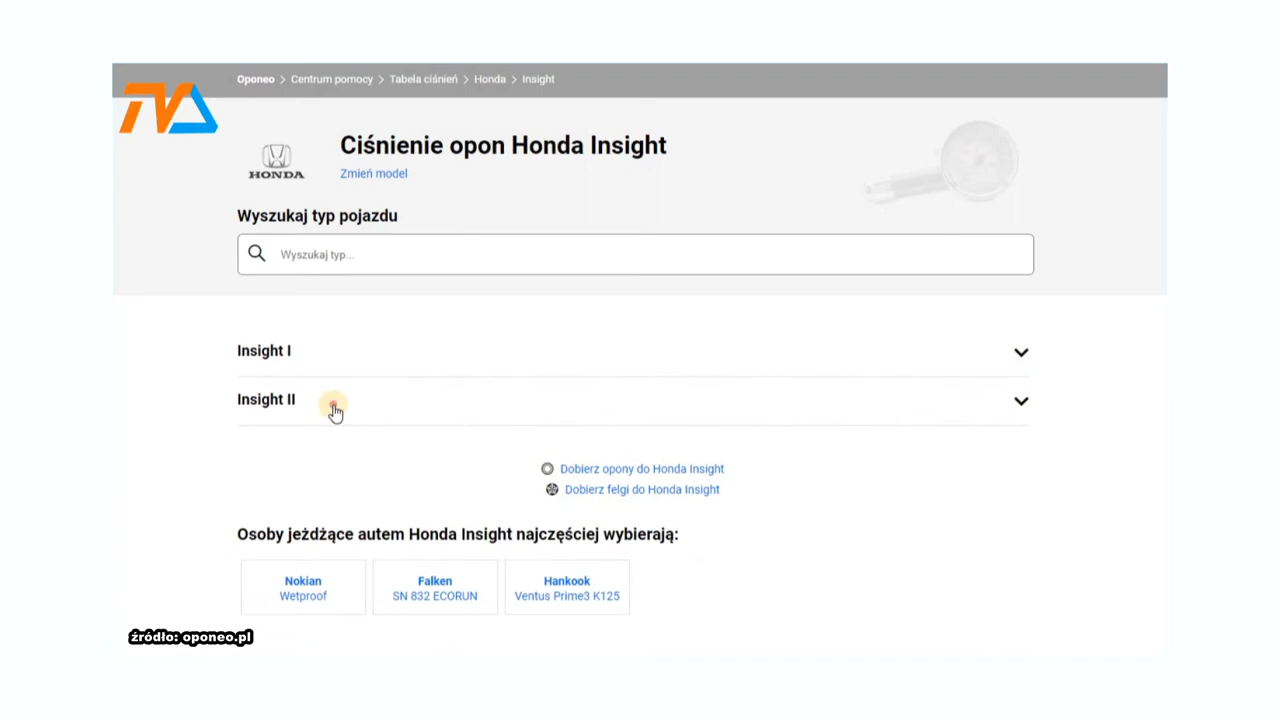 Oponeo > Centrum pomocy > Tabela ciśnień > Honda > Insight
TVA
HONDA
Ciśnienie opon Honda Insight
Zmień model
Wyszukaj typ pojazdu
Wyszukaj typ...
Insight I
Insight II
Dobierz opony do Honda Insight
Dobierz felgi do Honda Insight
Osoby jeżdżące autem Honda Insight najczęściej wybierają:
Nokian
Wetproof
Falken
SN 832 ECORUN
Hankook
Ventus Prime3 K125
źródło: oponeo.pl